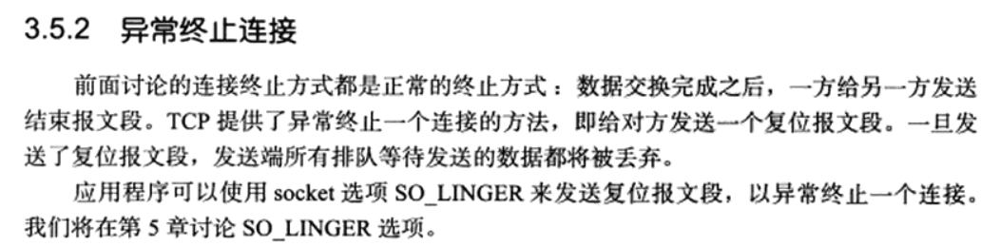 3.5.2 异常终止连接
前面讨论的连接终止方式都是正常的终止方式：数据交换完成之后，一方给另一方发送
结束报文段。TCP 提供了异常终止一个连接的方法，即给对方发送一个复位报文段。一旦发
送了复位报文段，发送端所有排队等待发送的数据都将被丢弃。
应用程序可以使用 socket 选项 SO_LINGER 来发送复位报文段，以异常终止一个连接。
我们将在第 5 章讨论 SO_LINGER 选项。